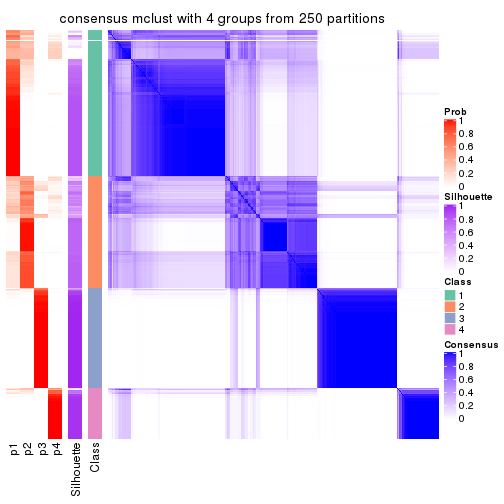 consensus mclust with 4 groups from 250 partitions
Prob
1
0.8
0.6
0.4
0.2
0
Silhouette
1
0.8
0.6
0.4
0.2
0
Class
1
2
3
4
Consensus
1
0.8
0.6
0.4
0.2
0
p1
p2
p3
p4
Silhouette
Class